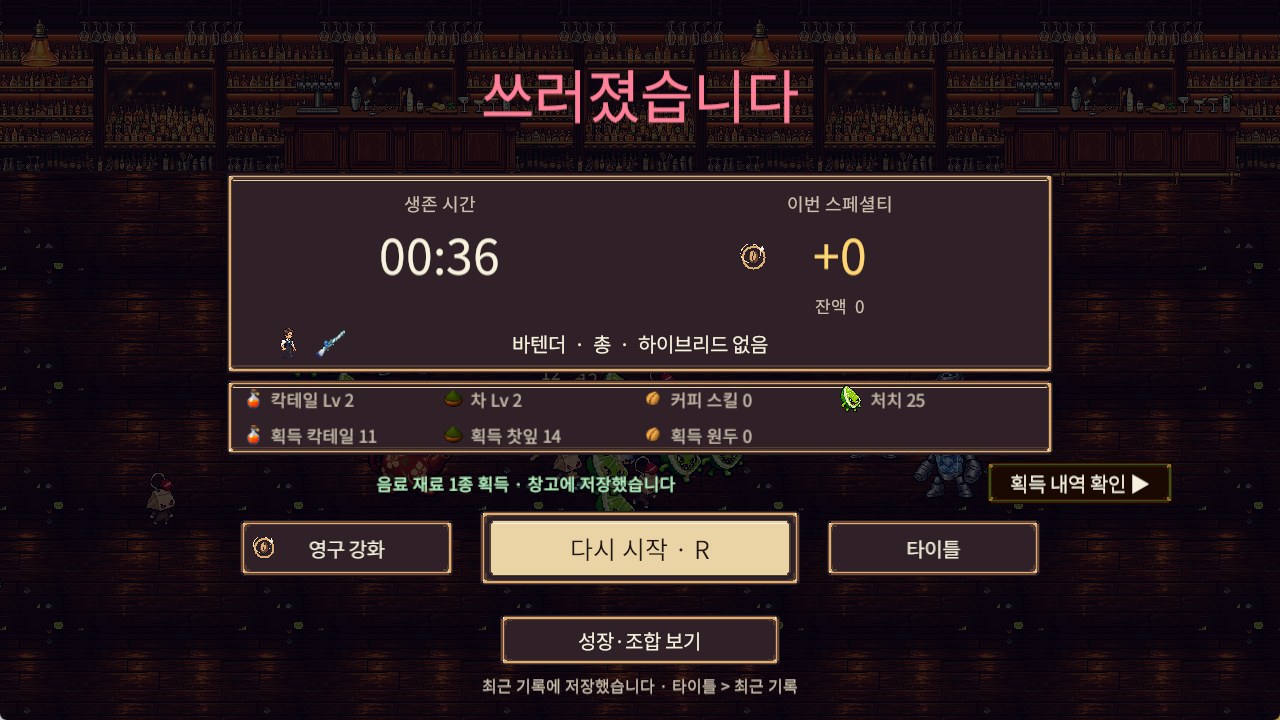 쓰러졌습니다
생존 시간
이번 스페셜티
00:36
+0
잔액 0
바텐더 · 총 · 하이브리드 없음
칵테일 Lv 2
차 Lv 2
커피 스킬 0
처치 25
획득 칵테일 11
획득 찻잎 14
획득 원두 0
음료 재료 1종 획득 · 창고에 저장했습니다
획득 내역 확인 ▶
영구 강화
다시 시작 · R
타이틀
성장·조합 보기
최근 기록에 저장했습니다 · 타이틀 > 최근 기록